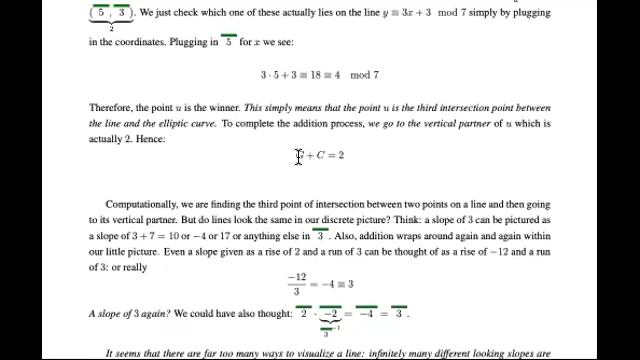 ( 5 , 3 ). We just check which one of these actually lies on the line y ≡ 3x + 3 mod 7 simply by plugging
2
in the coordinates. Plugging in 5 for x we see:
3 · 5 + 3 ≡ 18 ≡ 4 mod 7
Therefore, the point u is the winner. This simply means that the point u is the third intersection point between
the line and the elliptic curve. To complete the addition process, we go to the vertical partner of u which is
actually 2. Hence:
+ C = 2
Computationally, we are finding the third point of intersection between two points on a line and then going
to its vertical partner. But do lines look the same in our discrete picture? Think: a slope of 3 can be pictured as
a slope of 3 + 7 = 10 or −4 or 17 or anything else in 3 . Also, addition wraps around again and again within
our little picture. Even a slope given as a rise of 2 and a run of 3 can be thought of as a rise of −12 and a run
of 3: or really
−12/3 = −4 ≡ 3
A slope of 3 again? We could have also thought: 2 · −2 = −4 = 3 .
3⁻¹
It seems that there are far too many ways to visualize a line: infinitely many different looking slopes are